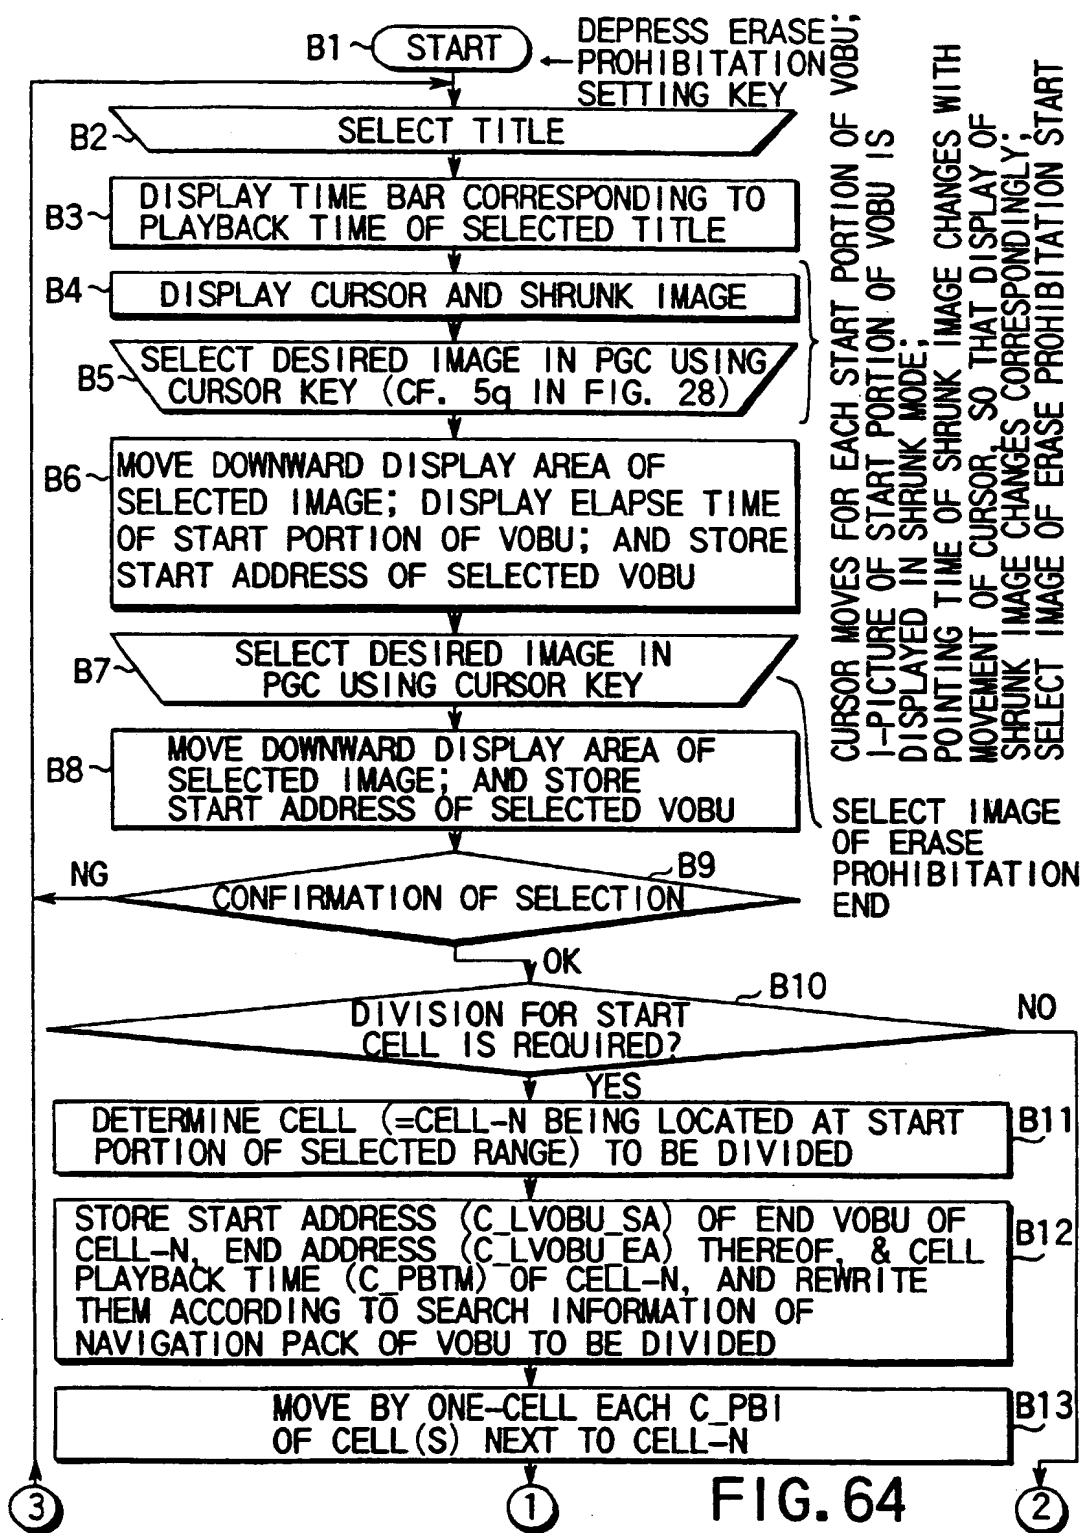 B1
START
DEPRESS ERASE
PROHIBITATION
SETTING KEY
B2
SELECT TITLE
B3
DISPLAY TIME BAR CORRESPONDING TO
PLAYBACK TIME OF SELECTED TITLE
B4
DISPLAY CURSOR AND SHRUNK IMAGE
B5
SELECT DESIRED IMAGE IN PGC USING
CURSOR KEY (CF. 5q IN FIG. 28)
CURSOR MOVES FOR EACH START PORTION OF VOBU;
I-PICTURE OF START PORTION OF VOBU IS
DISPLAYED IN SHRUNK MODE;
POINTING TIME OF SHRUNK IMAGE CHANGES WITH
MOVEMENT OF CURSOR, SO THAT DISPLAY OF
SHRUNK IMAGE CHANGES CORRESPONDINGLY;
SELECT IMAGE OF ERASE PROHIBITATION START
B6
MOVE DOWNWARD DISPLAY AREA OF
SELECTED IMAGE; DISPLAY ELAPSE TIME
OF START PORTION OF VOBU; AND STORE
START ADDRESS OF SELECTED VOBU
B7
SELECT DESIRED IMAGE IN
PGC USING CURSOR KEY
SELECT IMAGE
OF ERASE
PROHIBITATION
END
B8
MOVE DOWNWARD DISPLAY AREA OF
SELECTED IMAGE; AND STORE
START ADDRESS OF SELECTED VOBU
B9
NG
CONFIRMATION OF SELECTION
OK
B10
DIVISION FOR START
CELL IS REQUIRED?
NO
YES
DETERMINE CELL (=CELL-N BEING LOCATED AT START
PORTION OF SELECTED RANGE) TO BE DIVIDED
B11
STORE START ADDRESS (C_LVOBU_SA) OF END VOBU OF
CELL-N, END ADDRESS (C_LVOBU_EA) THEREOF, & CELL
PLAYBACK TIME (C_PBTM) OF CELL-N, AND REWRITE
THEM ACCORDING TO SEARCH INFORMATION OF
NAVIGATION PACK OF VOBU TO BE DIVIDED
B12
MOVE BY ONE-CELL EACH C_PBI
OF CELL(S) NEXT TO CELL-N
B13
3
1
FIG. 64
2